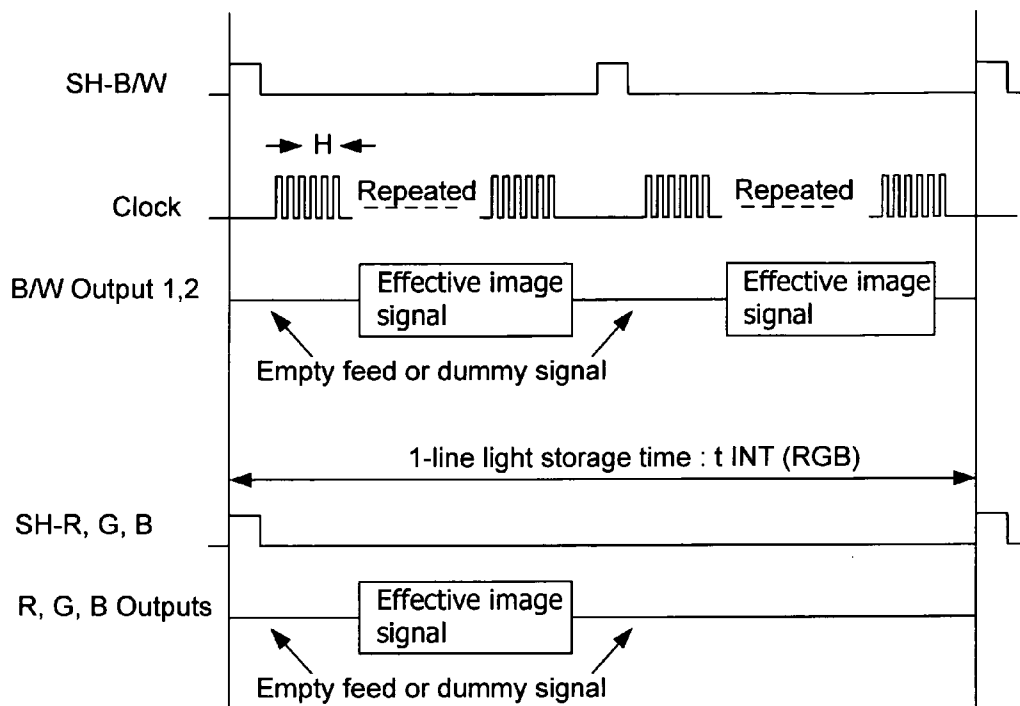 SH-B/W
H
Clock
Repeated
Repeated
B/W Output 1,2
Effective image
signal
Effective image
signal
Empty feed or dummy signal
1-line light storage time : t INT (RGB)
SH-R, G, B
R, G, B Outputs
Effective image
signal
Empty feed or dummy signal